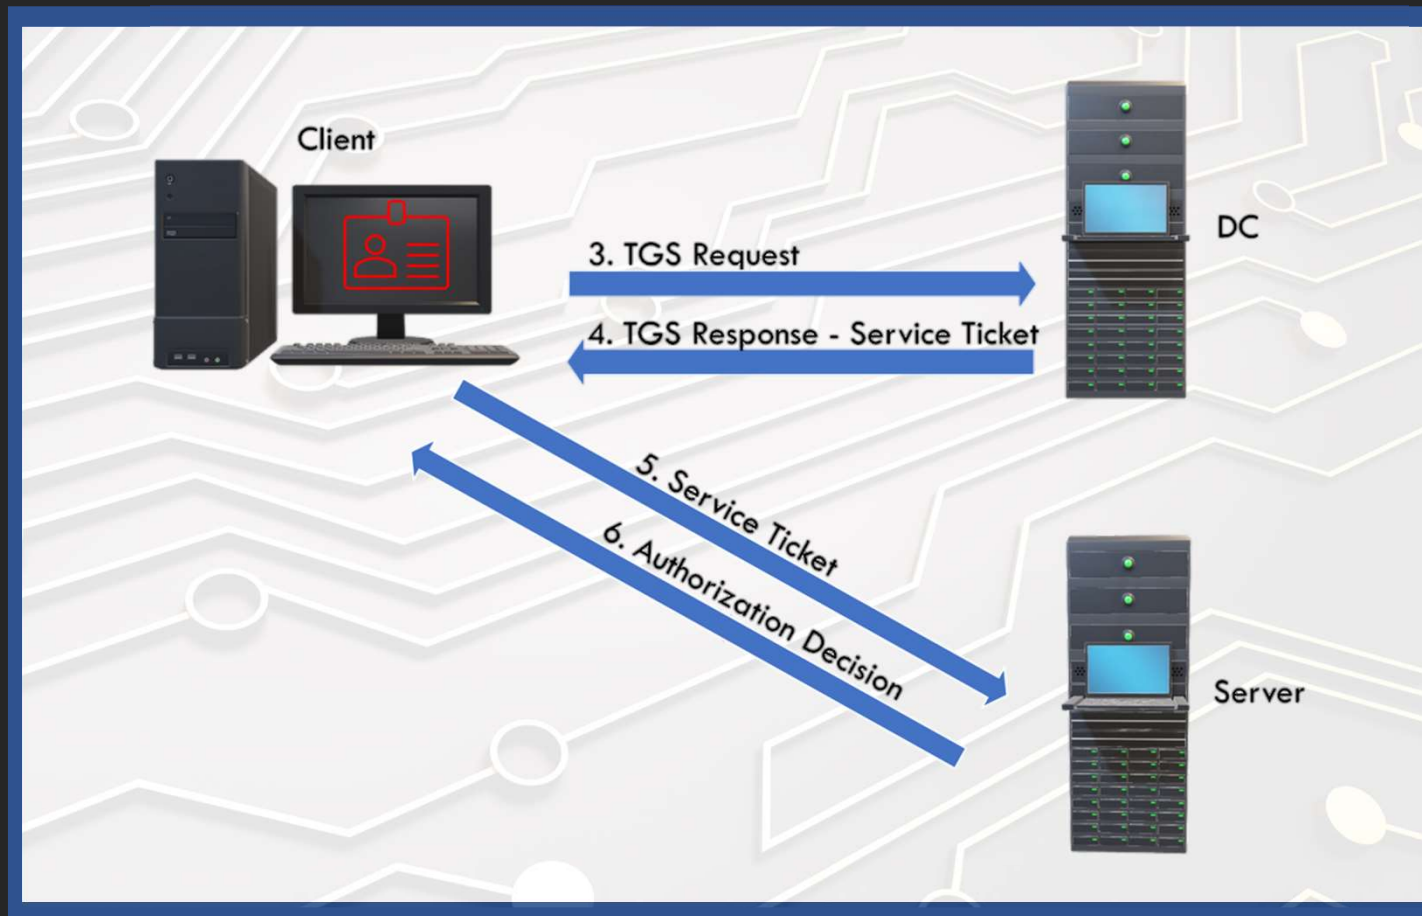 Client
DC
3. TGS Request
4. TGS Response - Service Ticket
5. Service Ticket
6. Authorization Decision
Server